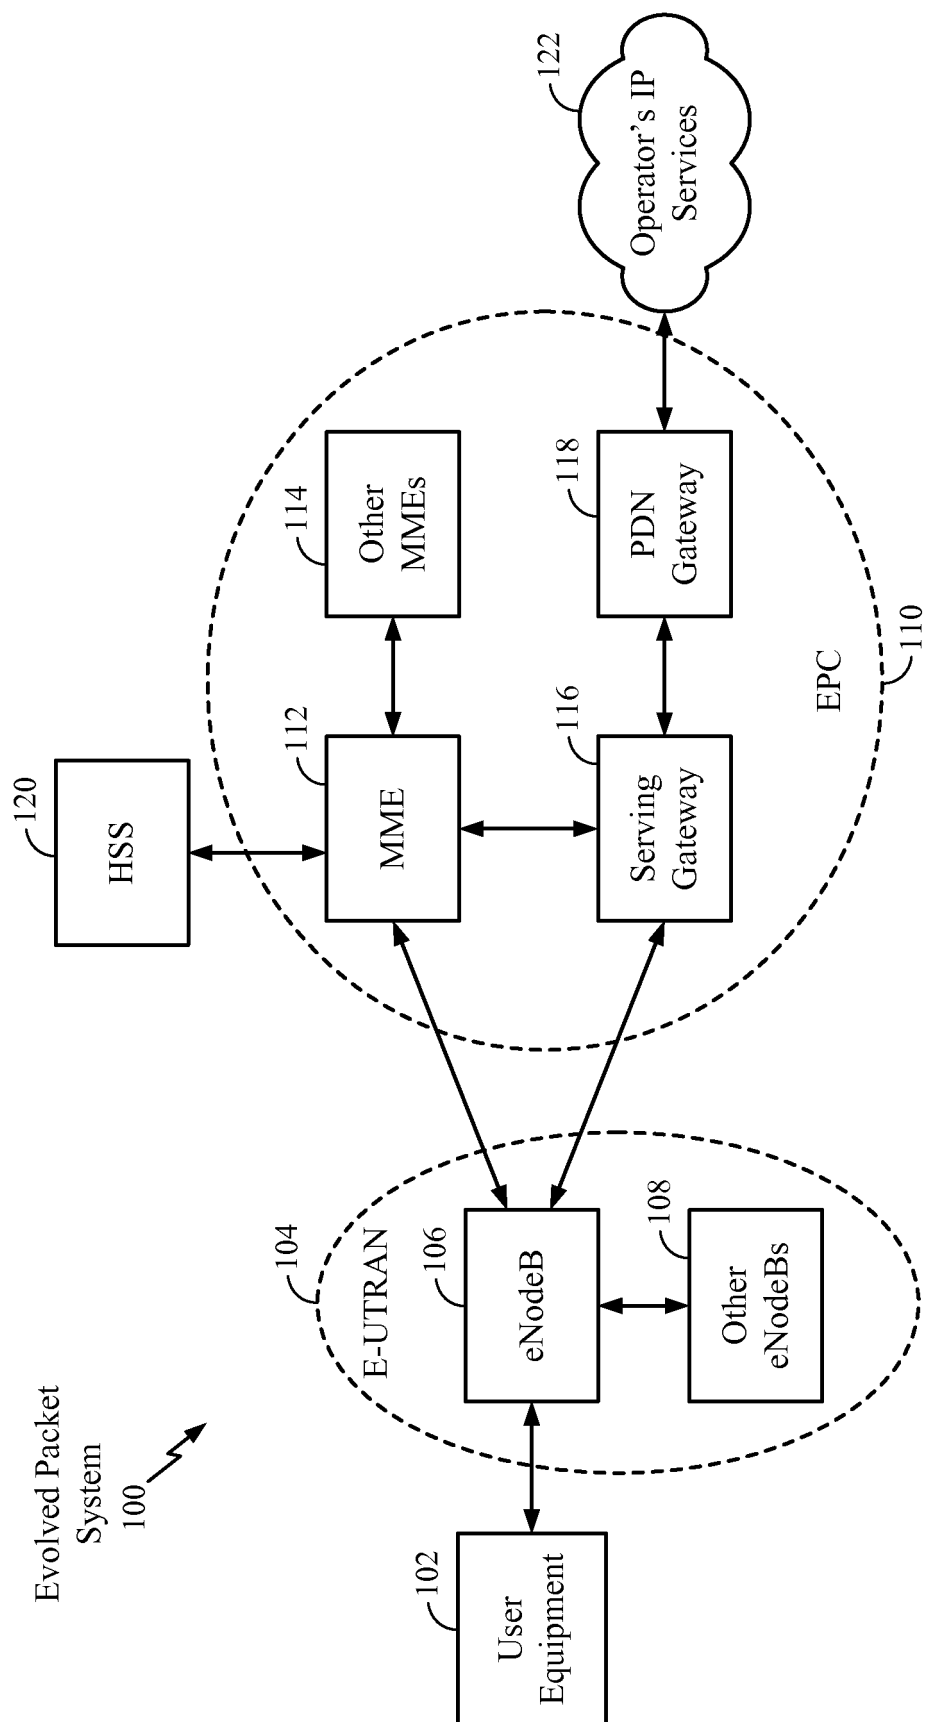 Evolved Packet
System
100
120
HSS
104
E-UTRAN
106
eNodeB
108
Other
eNodeBs
102
User
Equipment
112
MME
114
Other
MMEs
116
Serving
Gateway
118
PDN
Gateway
EPC
110
122
Operator's IP
Services